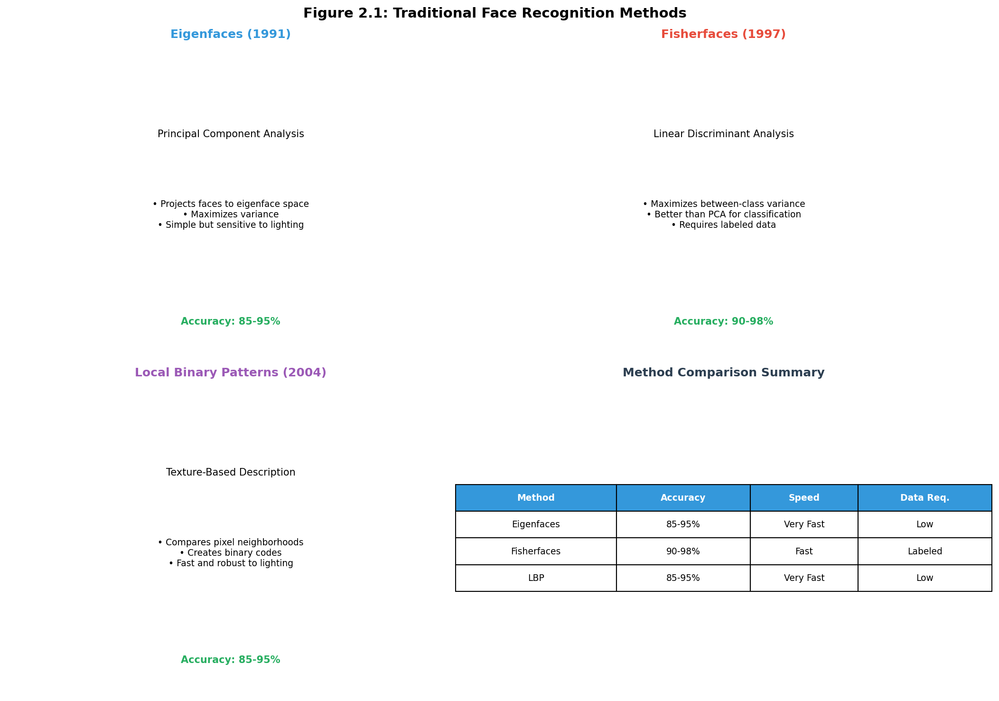 Figure 2.1: Traditional Face Recognition Methods
Eigenfaces (1991)
Principal Component Analysis
• Projects faces to eigenface space
• Maximizes variance
• Simple but sensitive to lighting
Accuracy: 85-95%
Fisherfaces (1997)
Linear Discriminant Analysis
• Maximizes between-class variance
• Better than PCA for classification
• Requires labeled data
Accuracy: 90-98%
Local Binary Patterns (2004)
Texture-Based Description
• Compares pixel neighborhoods
• Creates binary codes
• Fast and robust to lighting
Accuracy: 85-95%
Method Comparison Summary
Method Accuracy Speed Data Req.
Eigenfaces 85-95% Very Fast Low
Fisherfaces 90-98% Fast Labeled
LBP 85-95% Very Fast Low